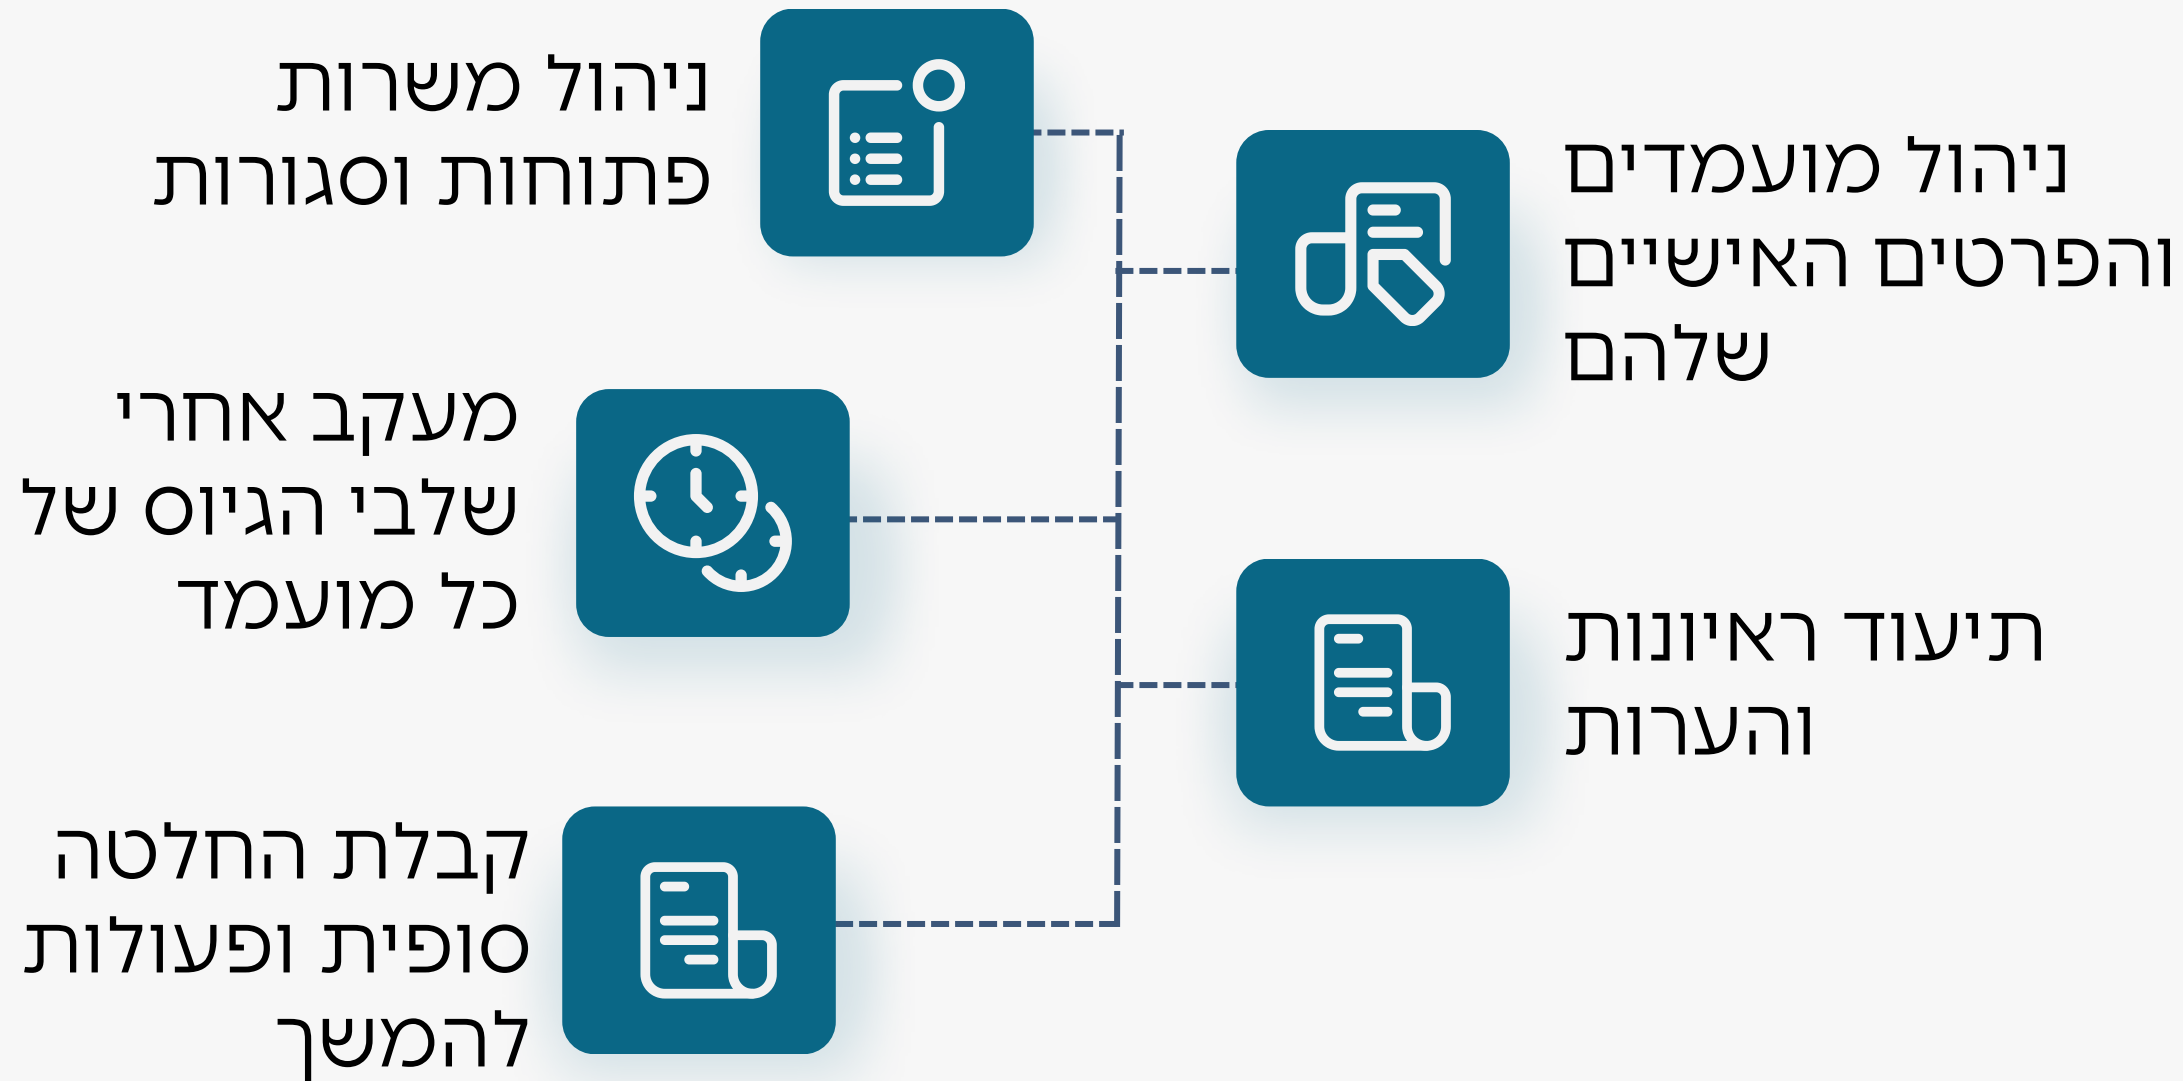 ניהול משרות
פתוחות וסגורות
ניהול מועמדים
והפרטים האישיים
שלהם
מעקב אחרי
שלבי הגיוס של
כל מועמד
תיעוד ראיונות
והערות
קבלת החלטה
סופית ופעולות
להמשך